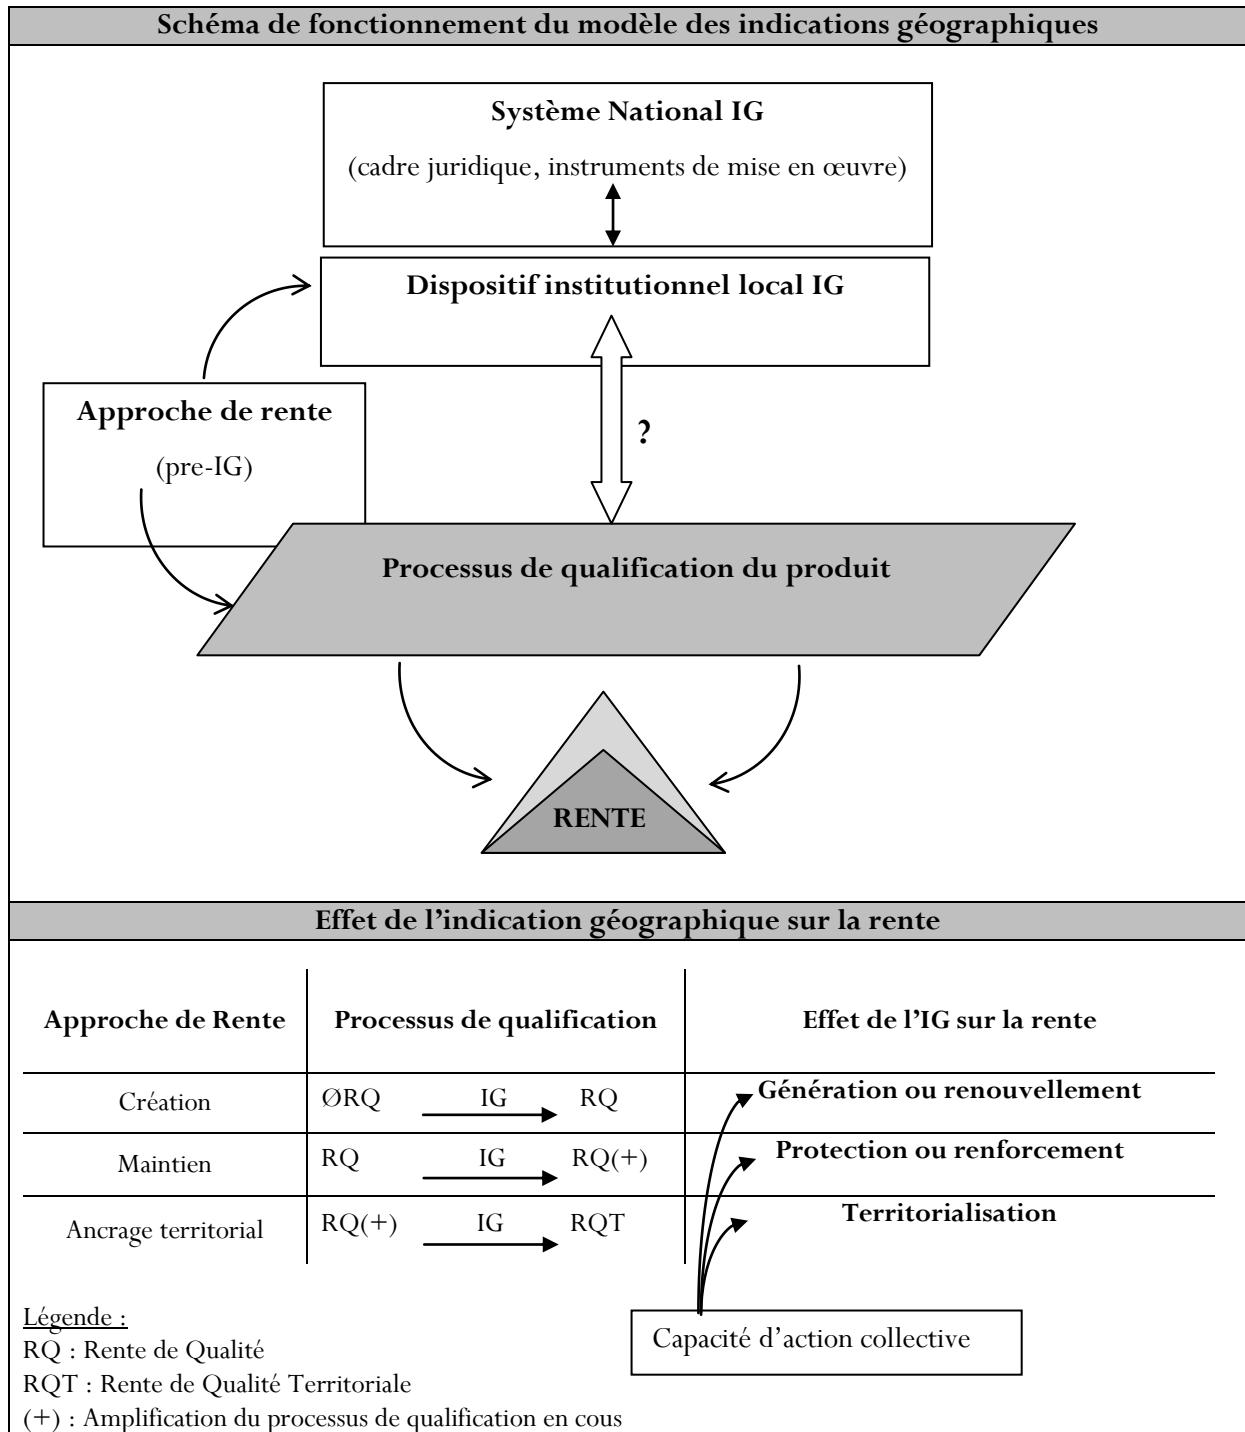 Schéma de fonctionnement du modèle des indications géographiques
Système National IG
(cadre juridique, instruments de mise en œuvre)
Dispositif institutionnel local IG
Approche de rente
(pre-IG)
?
Processus de qualification du produit
RENTE
Effet de l’indication géographique sur la rente
Approche de Rente Processus de qualification Effet de l’IG sur la rente
Création ØRQ IG RQ Génération ou renouvellement
Maintien RQ IG RQ(+) Protection ou renforcement
Ancrage territorial RQ(+) IG RQT Territorialisation
Capacité d’action collective
Légende :
RQ : Rente de Qualité
RQT : Rente de Qualité Territoriale
(+) : Amplification du processus de qualification en cous